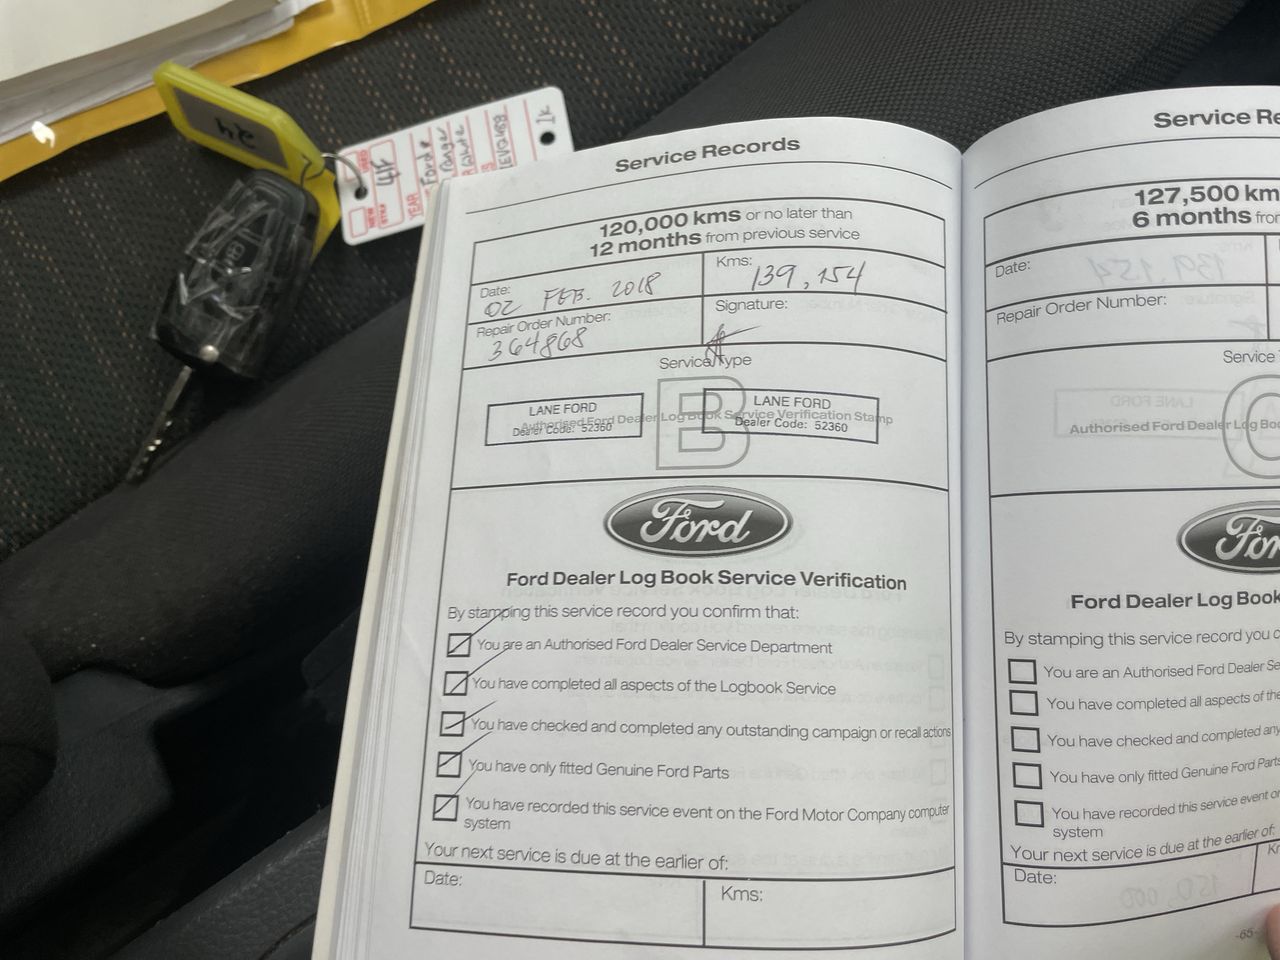 24
4K
YEAR
Ford
ranger
white
1k
Service Records
120,000 kms or no later than
12 months from previous service
Date:
02 FEB. 2018
Kms:
139,154
Repair Order Number:
364868
Signature:
Service Type
B
LANE FORD
Dealer Code: 52360
LANE FORD
Dealer Code: 52360
Authorised Ford Dealer Log Book Service Verification Stamp
Ford
Ford Dealer Log Book Service Verification
By stamping this service record you confirm that:
You are an Authorised Ford Dealer Service Department
You have completed all aspects of the Logbook Service
You have checked and completed any outstanding campaign or recall actions
You have only fitted Genuine Ford Parts
You have recorded this service event on the Ford Motor Company computer
system
Your next service is due at the earlier of:
Date:
Kms:
Service Re
127,500 km
6 months from
Date:
Repair Order Number:
Service
Authorised Ford Dealer Log Boo
For
Ford Dealer Log Book
By stamping this service record you c
You are an Authorised Ford Dealer Se
You have completed all aspects of the
You have checked and completed any
You have only fitted Genuine Ford Parts
You have recorded this service event on
system
Your next service is due at the earlier of:
Date:
-65-